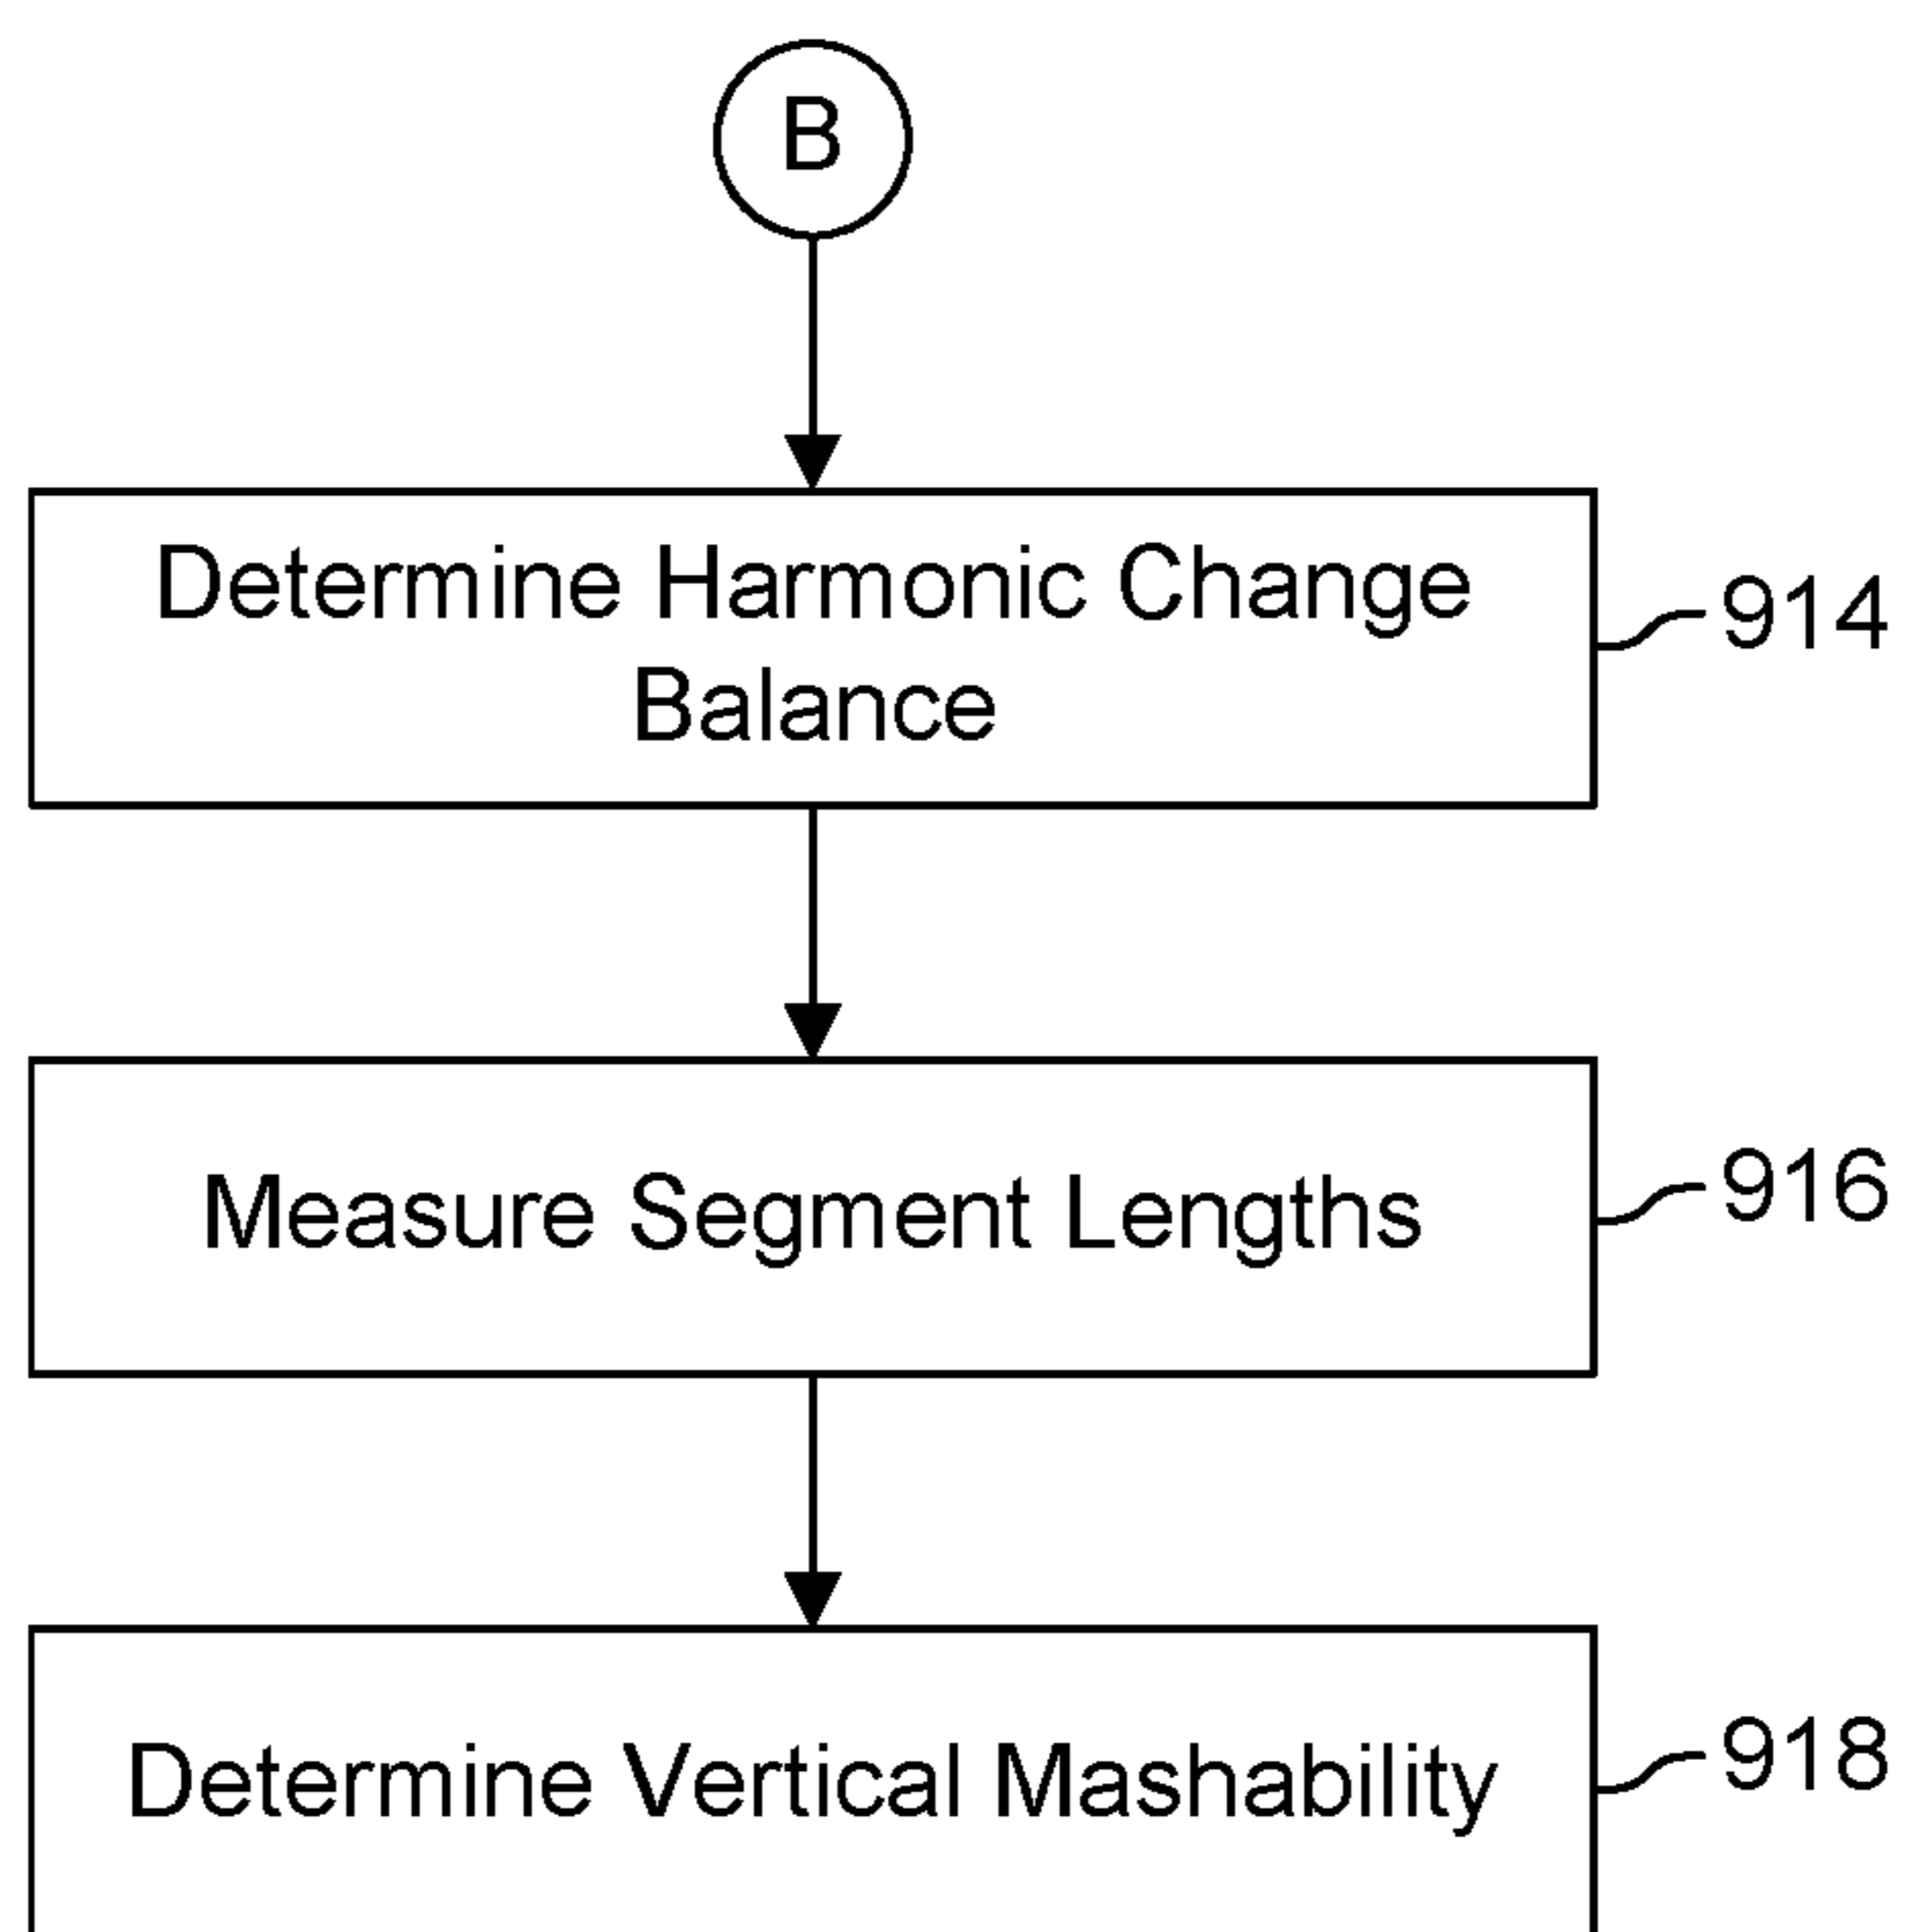 B
Determine Harmonic Change
Balance
914
Measure Segment Lengths
916
Determine Vertical Mashability
918